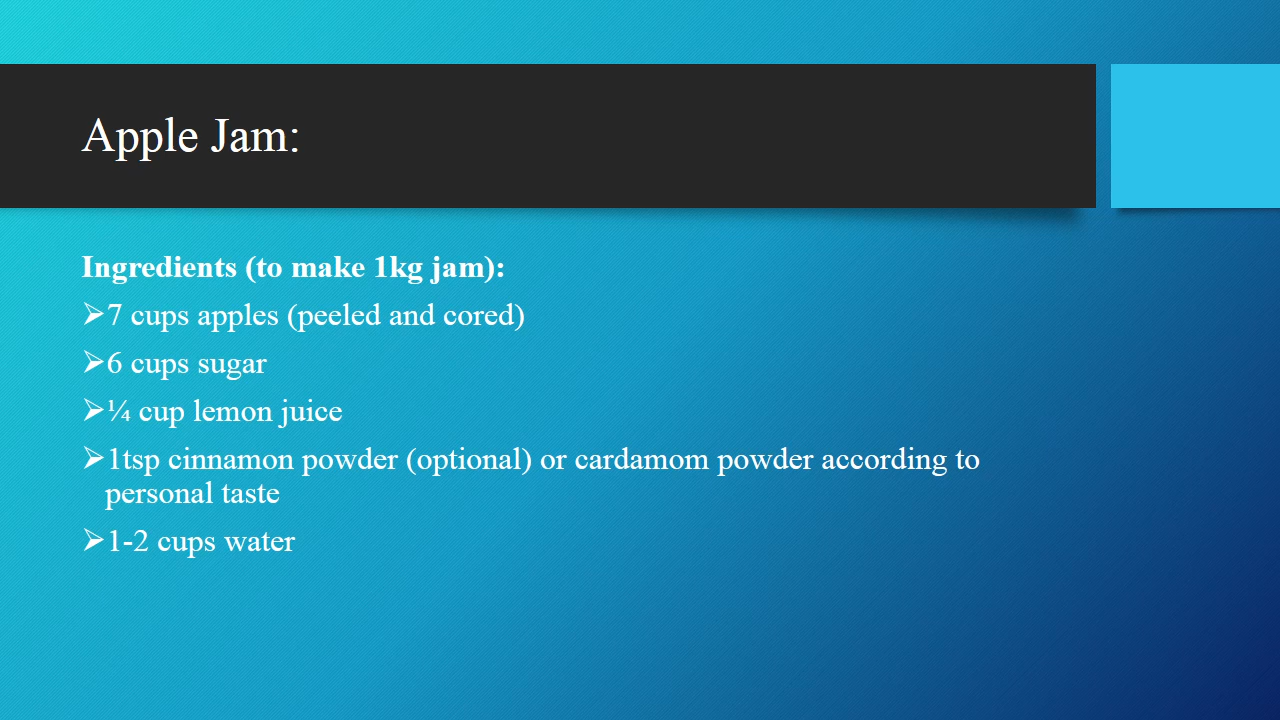 Apple Jam:
Ingredients (to make 1kg jam):
➢7 cups apples (peeled and cored)
➢6 cups sugar
➢¼ cup lemon juice
➢1tsp cinnamon powder (optional) or cardamom powder according to
personal taste
➢1-2 cups water